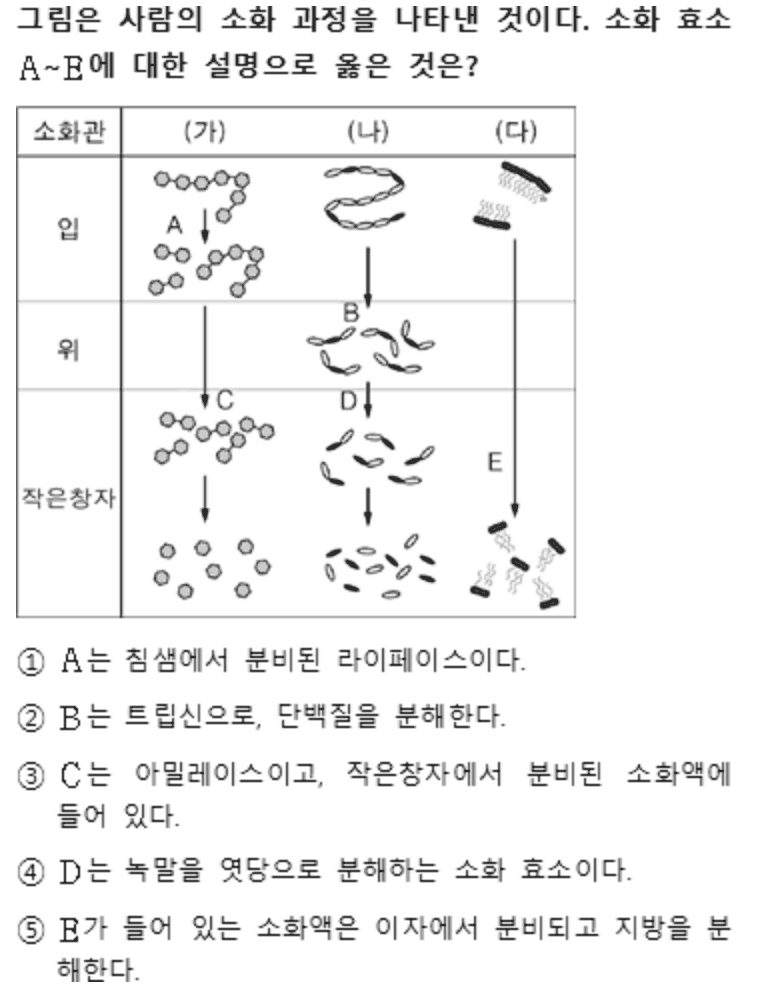 그림은 사람의 소화 과정을 나타낸 것이다. 소화 효소
A~E에 대한 설명으로 옳은 것은?
소화관 (가) (나) (다)
입
A
B
위
C
D
E
작은창자
① A는 침샘에서 분비된 라이페이스이다.
② B는 트립신으로, 단백질을 분해한다.
③ C는 아밀레이스이고, 작은창자에서 분비된 소화액에
들어 있다.
④ D는 녹말을 엿당으로 분해하는 소화 효소이다.
⑤ E가 들어 있는 소화액은 이자에서 분비되고 지방을 분
해한다.